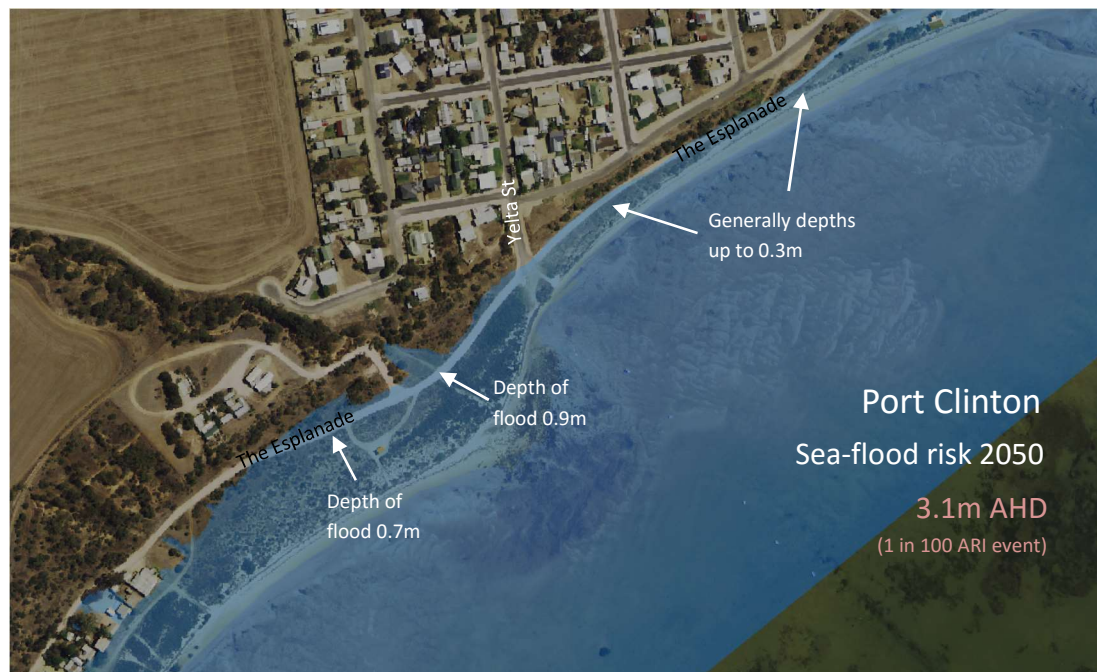 The Esplanade
Yelta St
Generally depths
up to 0.3m
Depth of
flood 0.9m
Port Clinton
The Esplanade
Sea-flood risk 2050
Depth of
flood 0.7m
3.1m AHD
(1 in 100 ARI event)